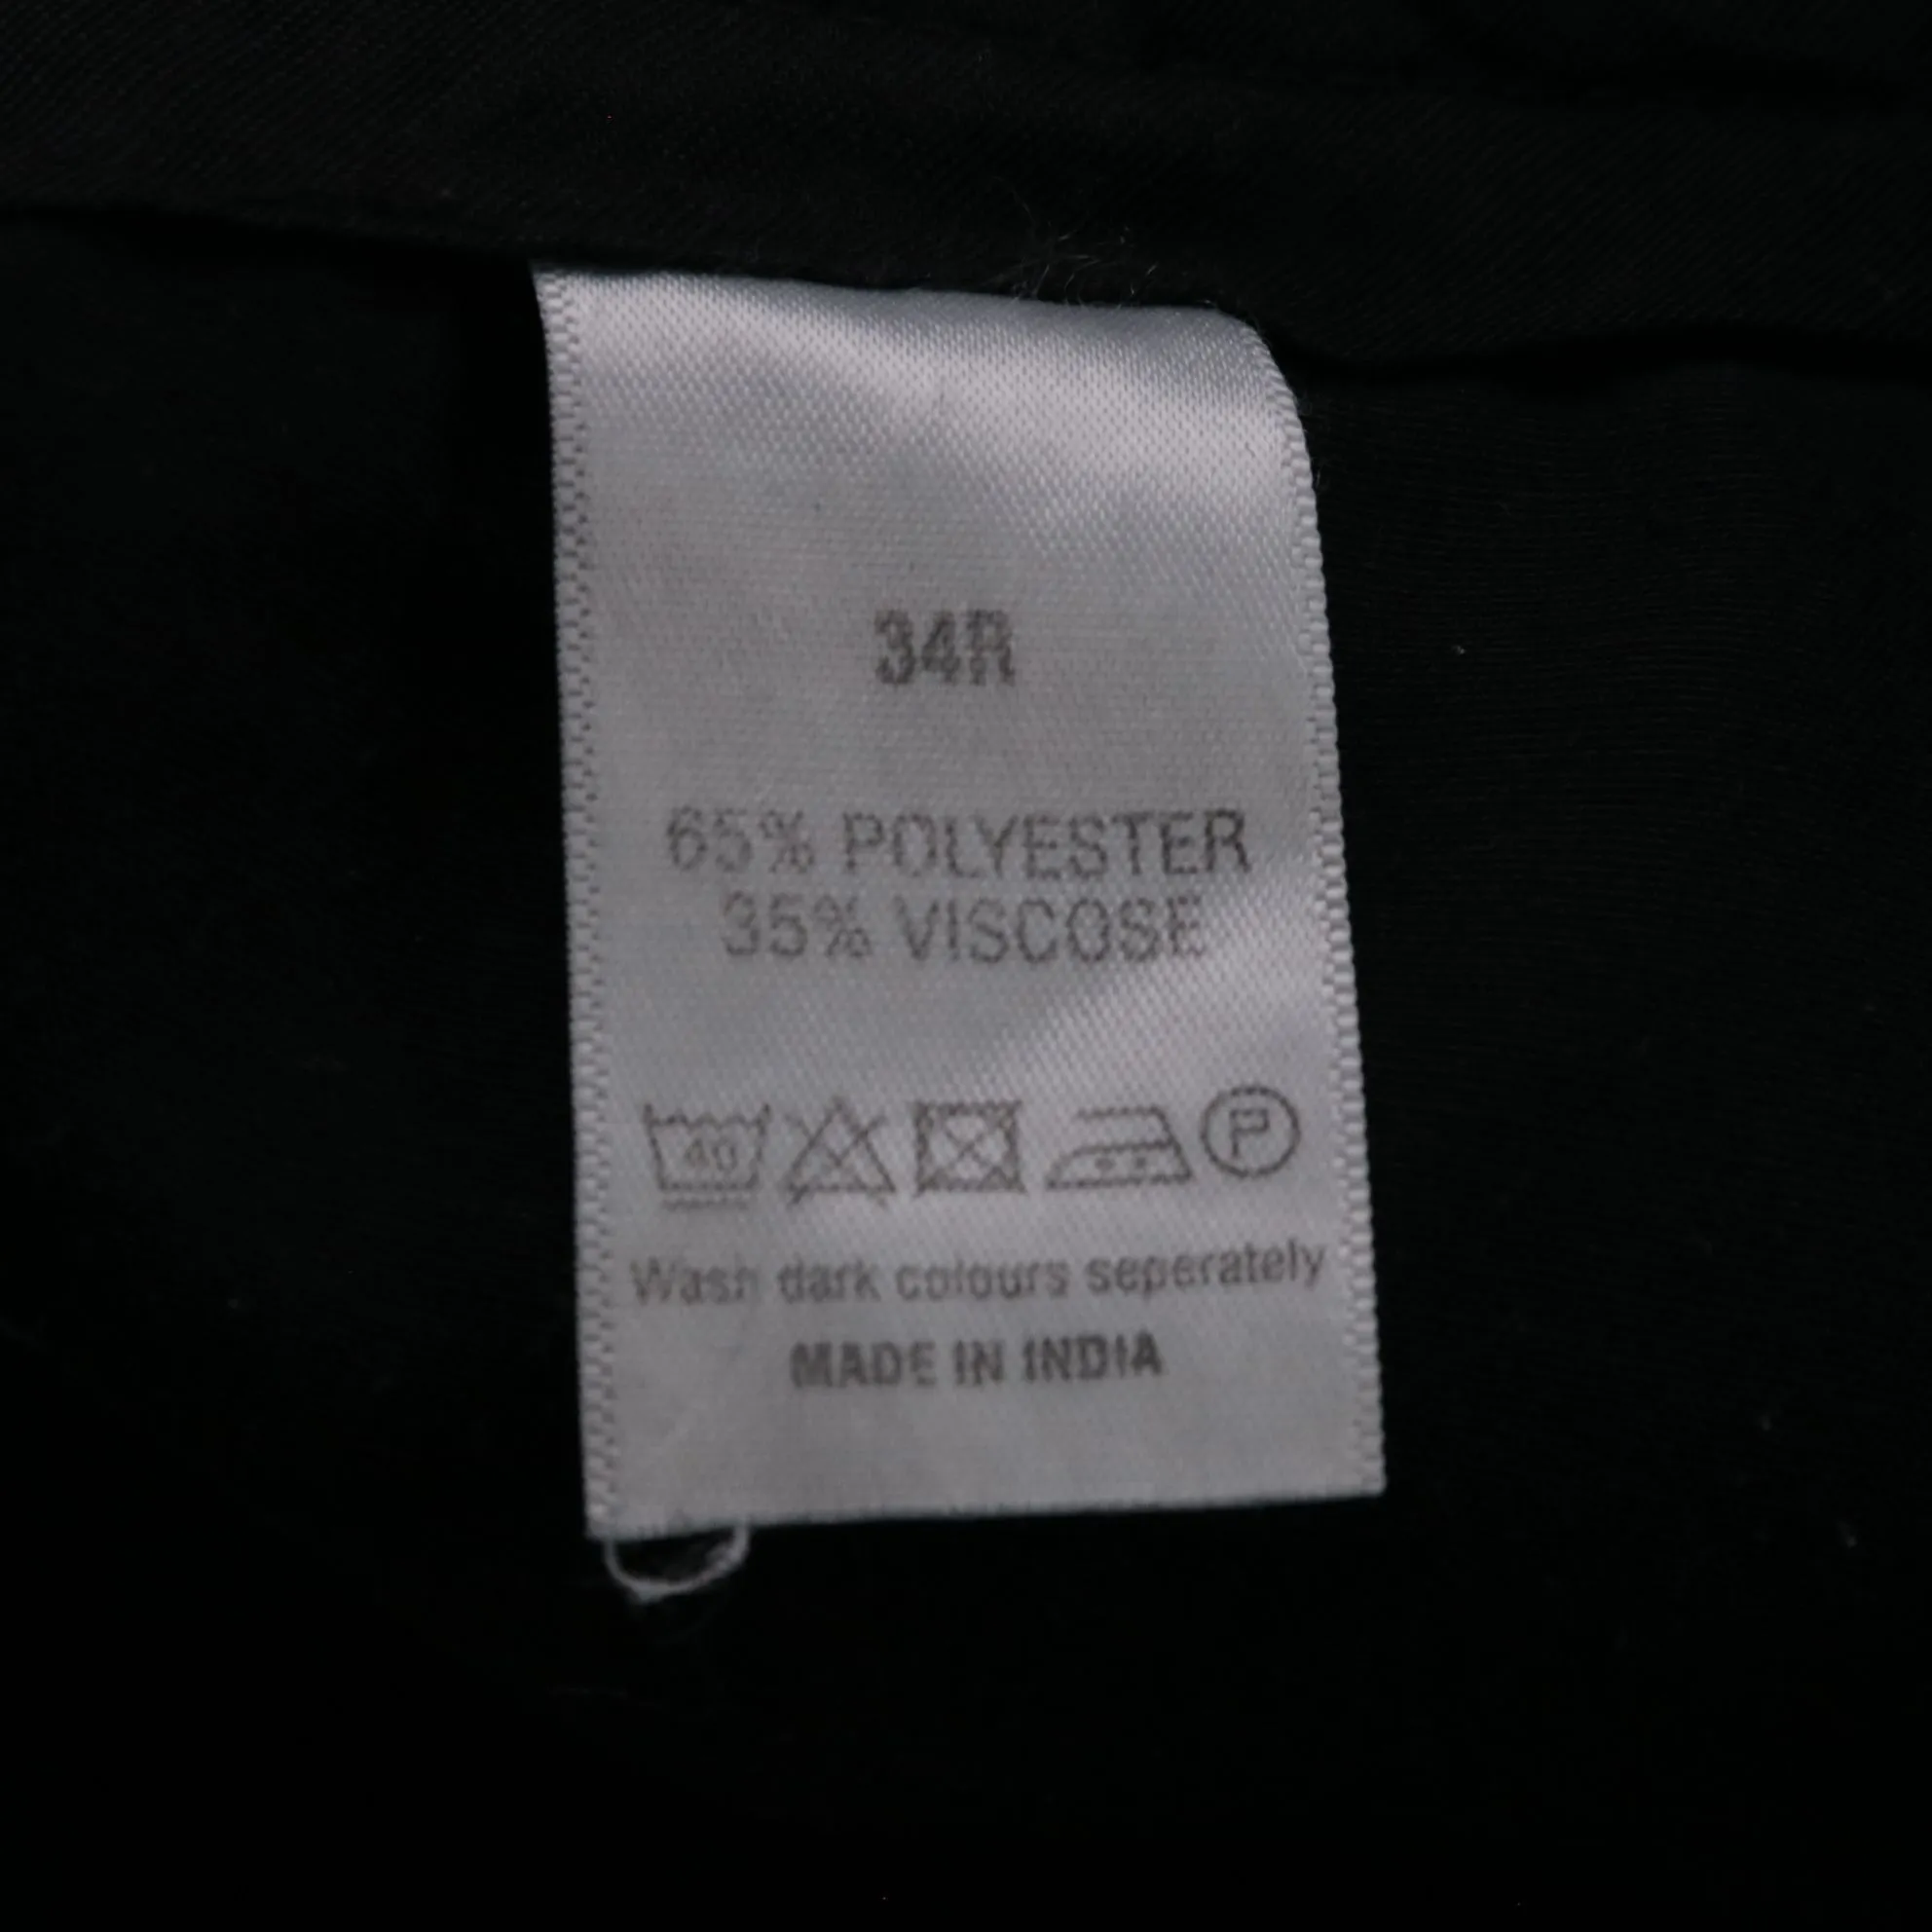 34R
65% POLYESTER
35% VISCOSE
40 P
Wash dark colours seperately
MADE IN INDIA